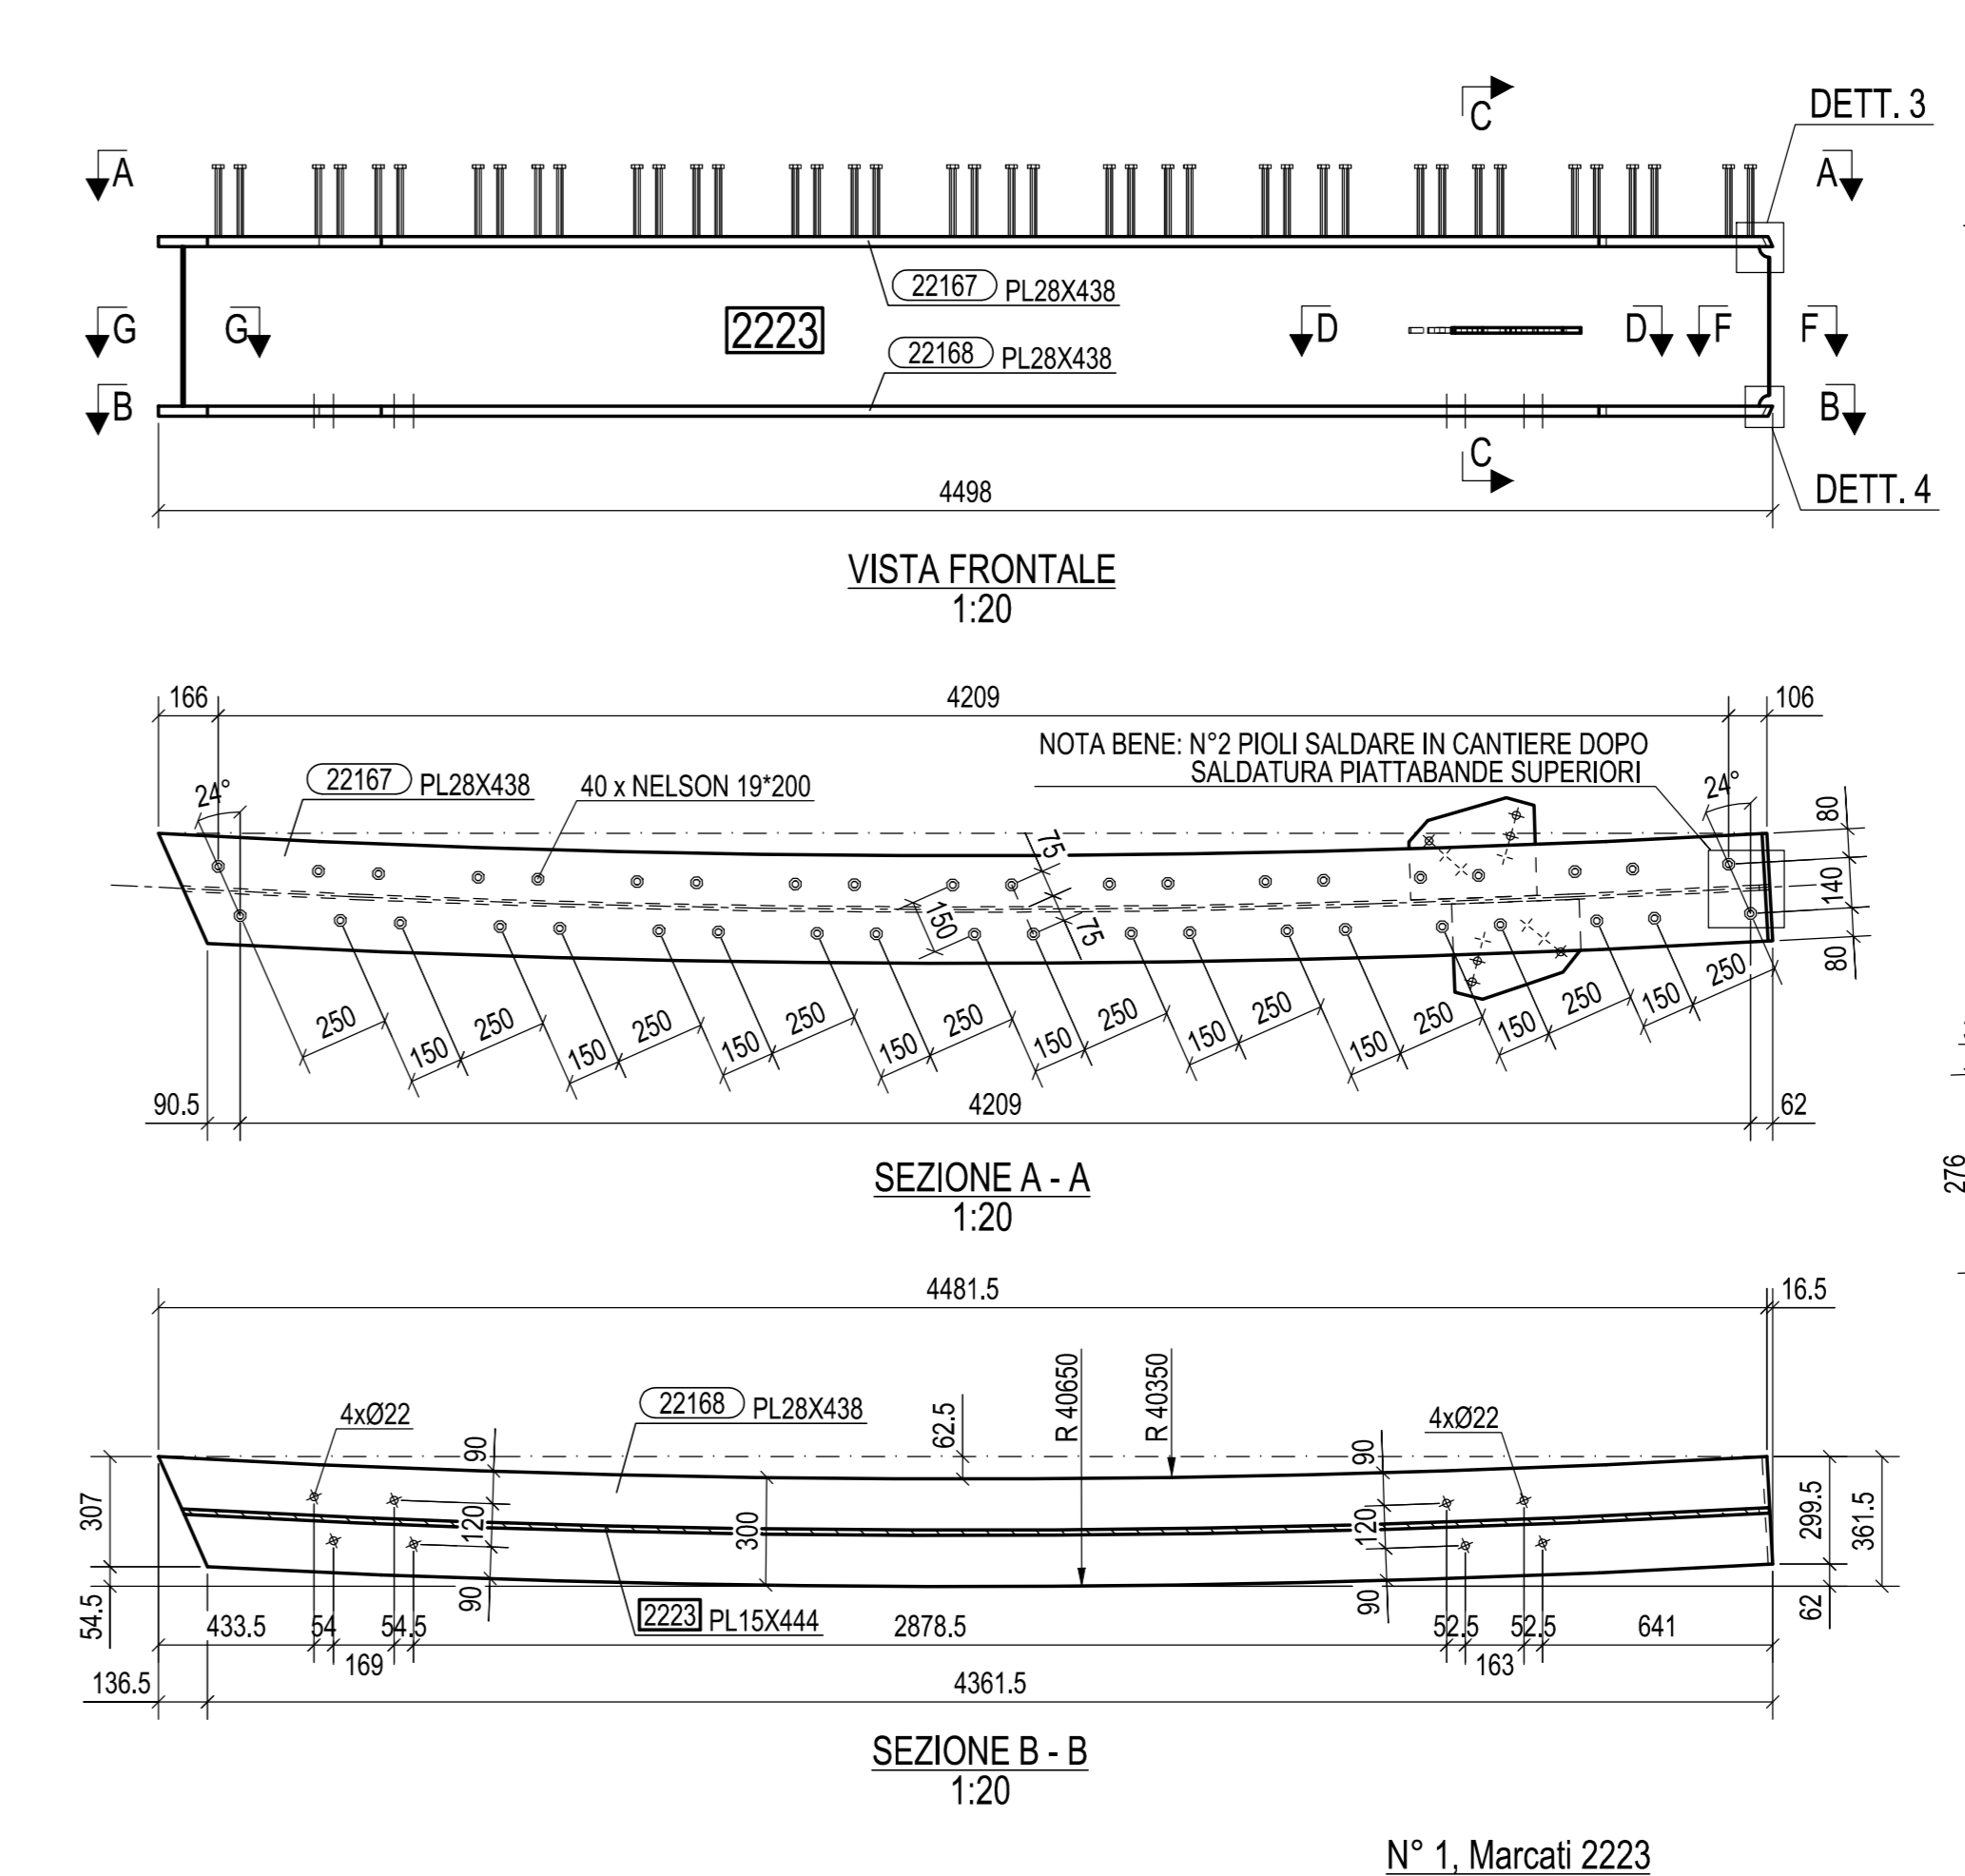 C
DETT. 3
A
A
22167 PL28X438
G
G
2223
D
D
F
F
22168 PL28X438
B
B
C
4498
DETT. 4
VISTA FRONTALE
1:20
166
4209
106
NOTA BENE: N°2 PIOLI SALDARE IN CANTIERE DOPO
SALDATURA PIATTABANDE SUPERIORI
22167 PL28X438
40 x NELSON 19*200
24°
24°
80
140
80
75
150
75
250
150
250
150
250
150
250
150
250
150
250
150
250
150
250
150
250
150
250
90.5
4209
62
276
SEZIONE A - A
1:20
4481.5
16.5
4xØ22
22168 PL28X438
62.5
R 40650
R 40350
4xØ22
90
120
90
300
90
120
90
307
54.5
299.5
361.5
62
2223 PL15X444
433.5
54
54.5
2878.5
52.5
52.5
641
169
163
136.5
4361.5
SEZIONE B - B
1:20
N° 1, Marcati 2223